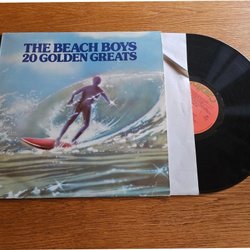 THE BEACH BOYS
20 GOLDEN GREATS